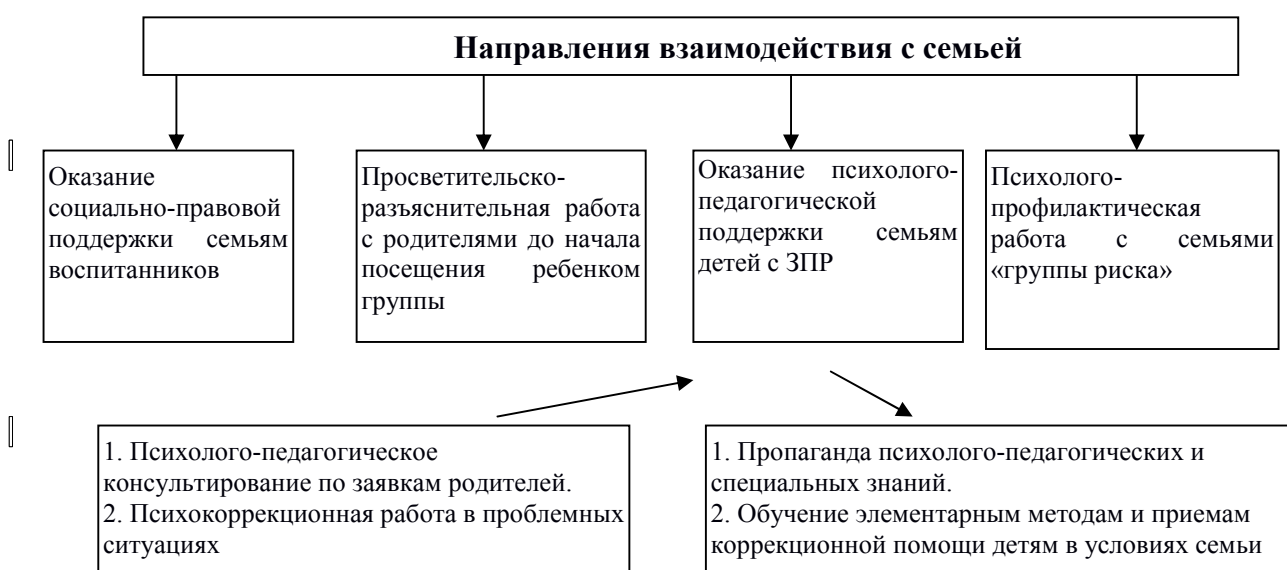 Направления взаимодействия с семьей
Оказание
социально-правовой
поддержки семьям
воспитанников
Просветительско-
разъяснительная работа
с родителями до начала
посещения ребенком
группы
Оказание психолого-
педагогической
поддержки семьям
детей с ЗПР
Психолого-
профилактическая
работа с семьями
«группы риска»
1. Психолого-педагогическое
консультирование по заявкам родителей.
2. Психокоррекционная работа в проблемных
ситуациях
1. Пропаганда психолого-педагогических и
специальных знаний.
2. Обучение элементарным методам и приемам
коррекционной помощи детям в условиях семьи